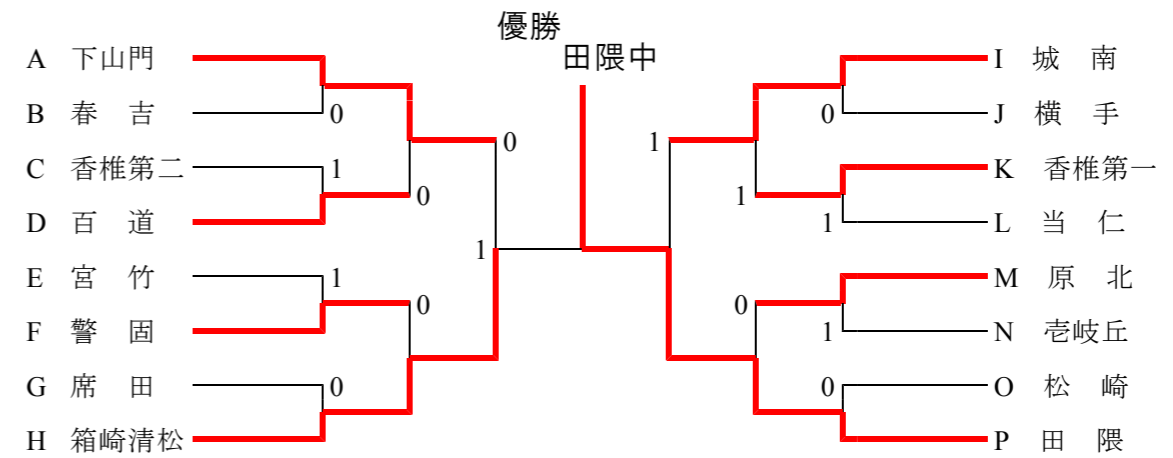 優勝
田隈中
A 下山門
B 春 吉
0
C 香椎第二
1
D 百 道
0
0
E 宮 竹
1
F 警 固
0
G 席 田
0
H 箱崎清松
1
I 城 南
J 横 手
0
K 香椎第一
L 当 仁
1
1
1
M 原 北
N 壱岐丘
1
0
O 松 崎
0
P 田 隈